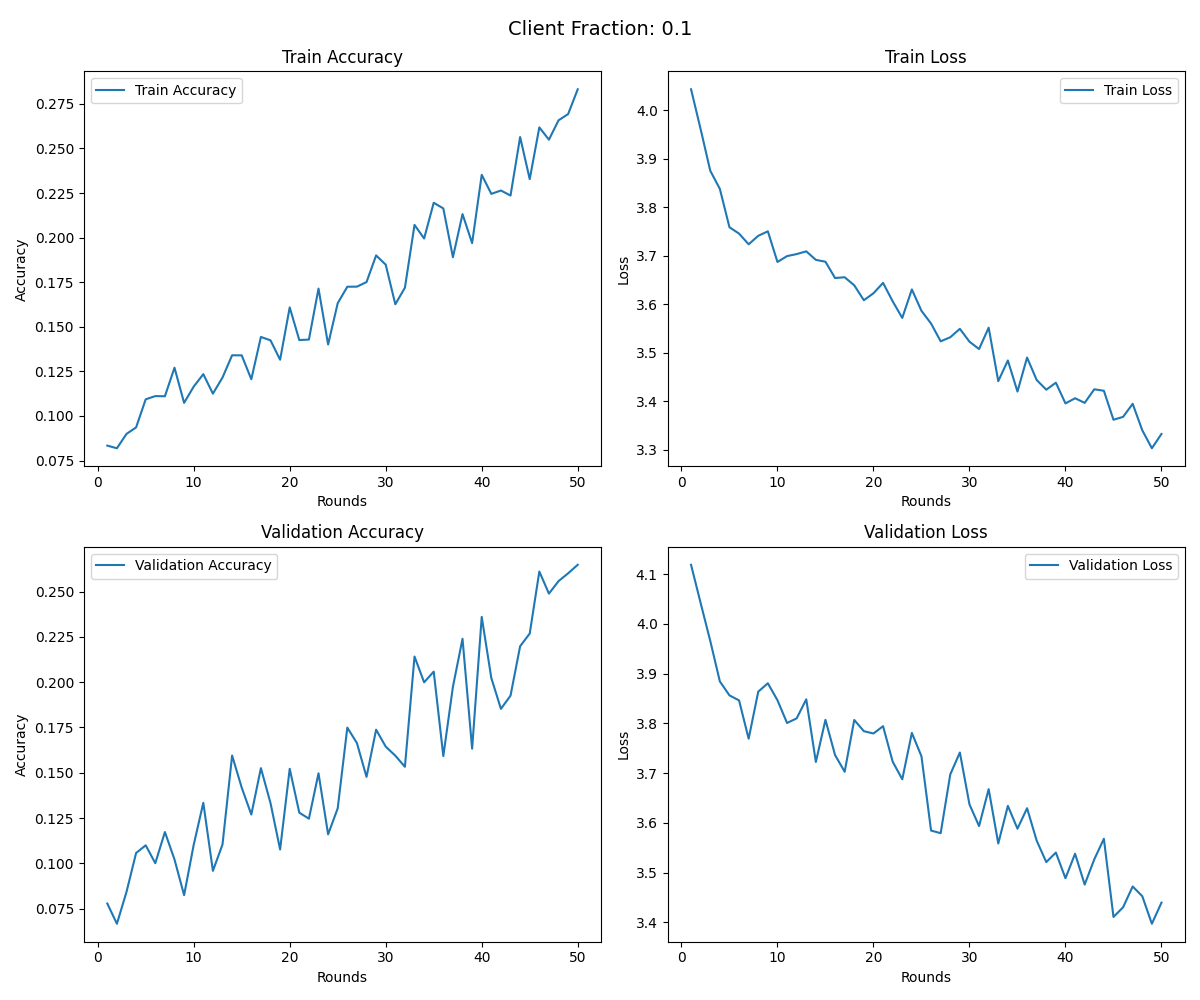 Client Fraction: 0.1
Train Accuracy
Train Accuracy
0.275
0.250
0.225
0.200
0.175
0.150
0.125
0.100
0.075
Accuracy
0 10 20 30 40 50
Rounds
Train Loss
Train Loss
4.0
3.9
3.8
3.7
3.6
3.5
3.4
3.3
Loss
0 10 20 30 40 50
Rounds
Validation Accuracy
Validation Accuracy
0.250
0.225
0.200
0.175
0.150
0.125
0.100
0.075
Accuracy
0 10 20 30 40 50
Rounds
Validation Loss
Validation Loss
4.1
4.0
3.9
3.8
3.7
3.6
3.5
3.4
Loss
0 10 20 30 40 50
Rounds